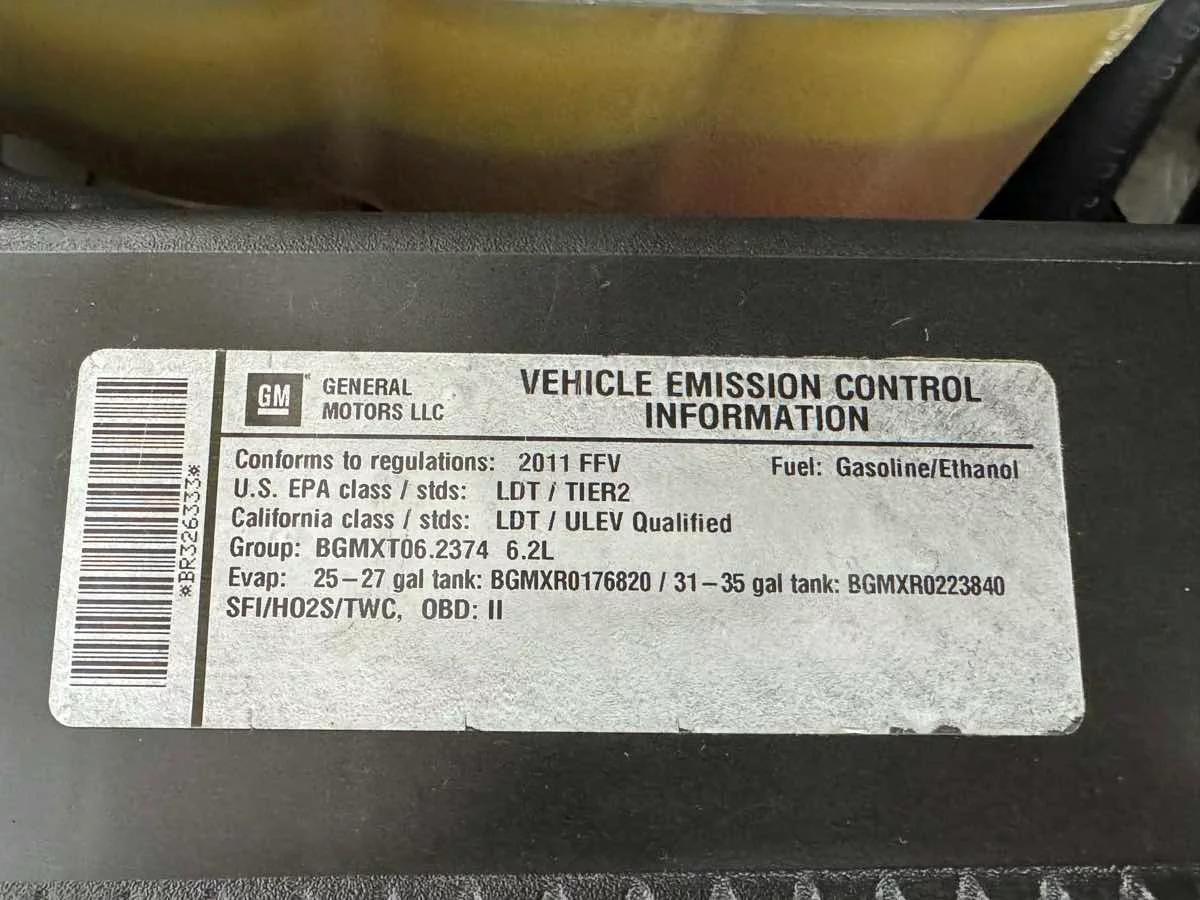 GM
GENERAL
MOTORS LLC
VEHICLE EMISSION CONTROL
INFORMATION
Conforms to regulations: 2011 FFV Fuel: Gasoline/Ethanol
U.S. EPA class / stds: LDT / TIER2
California class / stds: LDT / ULEV Qualified
Group: BGMXT06.2374 6.2L
Evap: 25-27 gal tank: BGMXR0176820 / 31-35 gal tank: BGMXR0223840
SFI/HO2S/TWC, OBD: II
*BR326333*